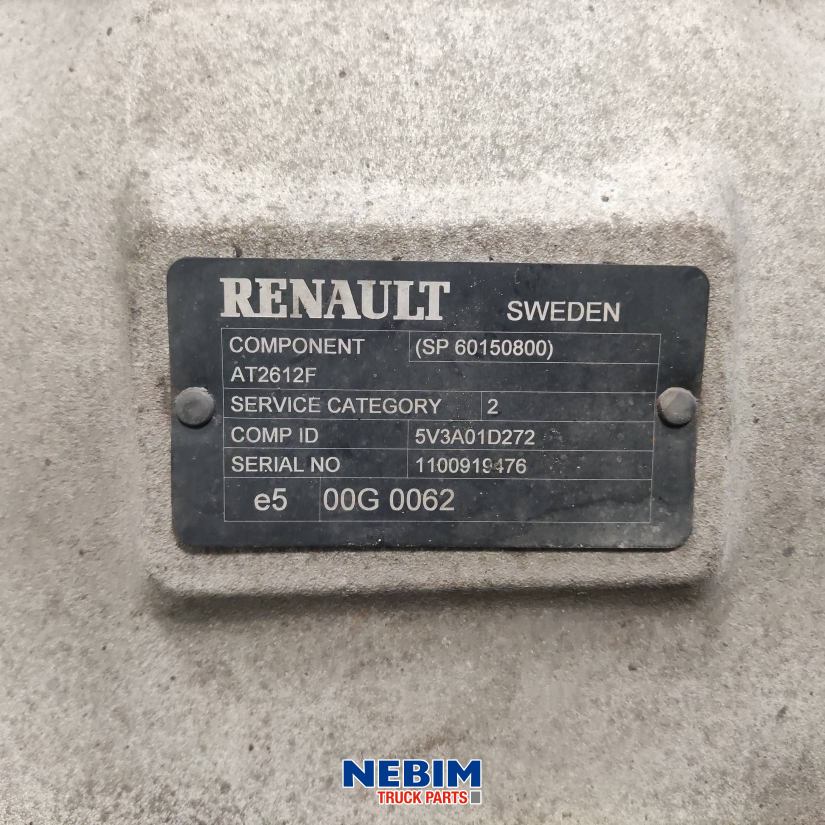 RENAULT SWEDEN
COMPONENT (SP 60150800)
AT2612F
SERVICE CATEGORY 2
COMP ID 5V3A01D272
SERIAL NO 1100919476
e5 00G 0062
NEBIM
TRUCK PARTS